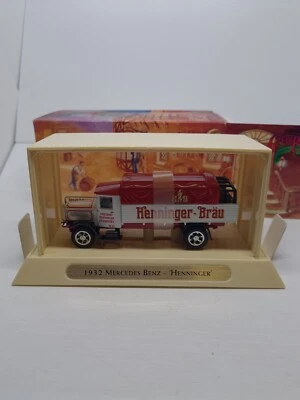 Henninger-Bräu
1932 MERCEDES BENZ - 'HENNINGER'